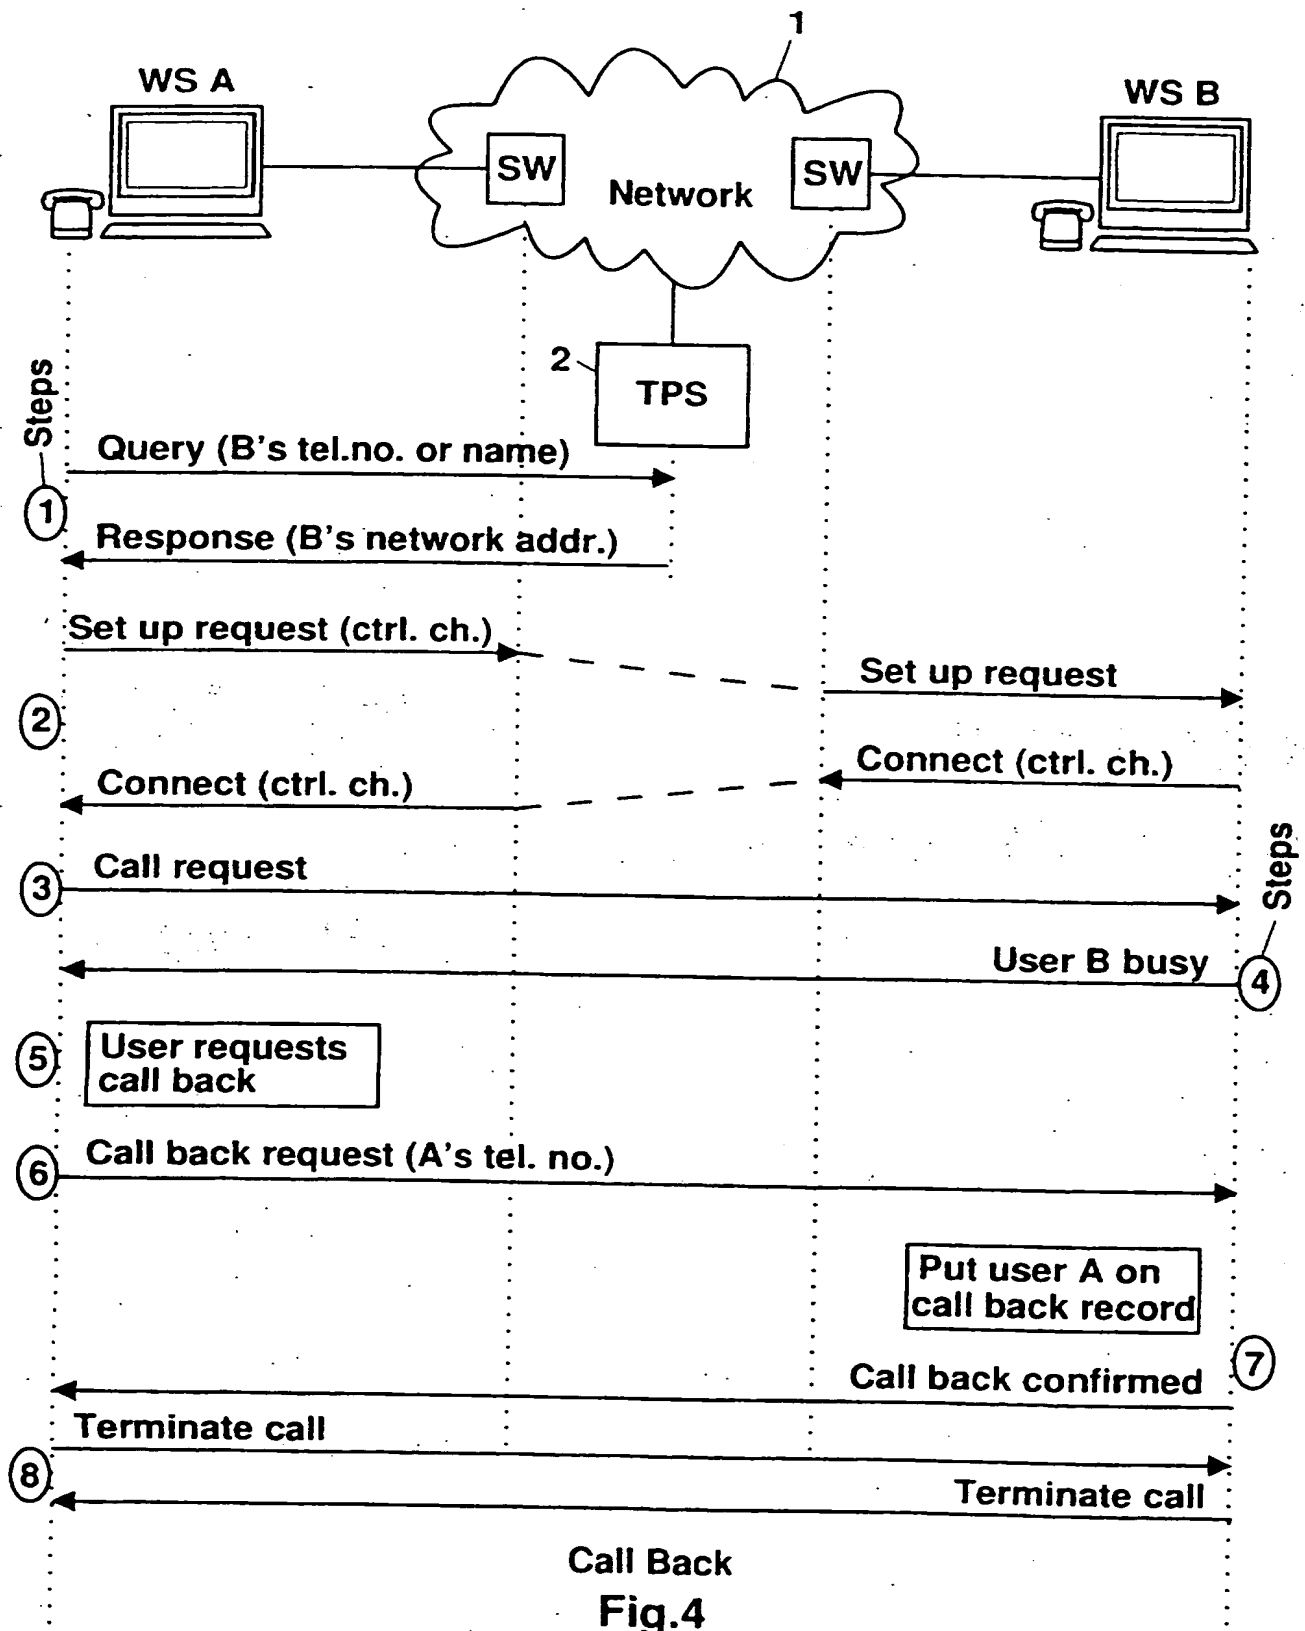 1
WS A
WS B
SW
Network
SW
2
TPS
Steps
Query (B's tel.no. or name)
1
Response (B's network addr.)
Set up request (ctrl. ch.)
Set up request
2
Connect (ctrl. ch.)
Connect (ctrl. ch.)
Steps
Call request
3
User B busy
4
5
User requests
call back
Call back request (A's tel. no.)
6
Put user A on
call back record
7
Call back confirmed
Terminate call
8
Terminate call
Call Back
Fig.4